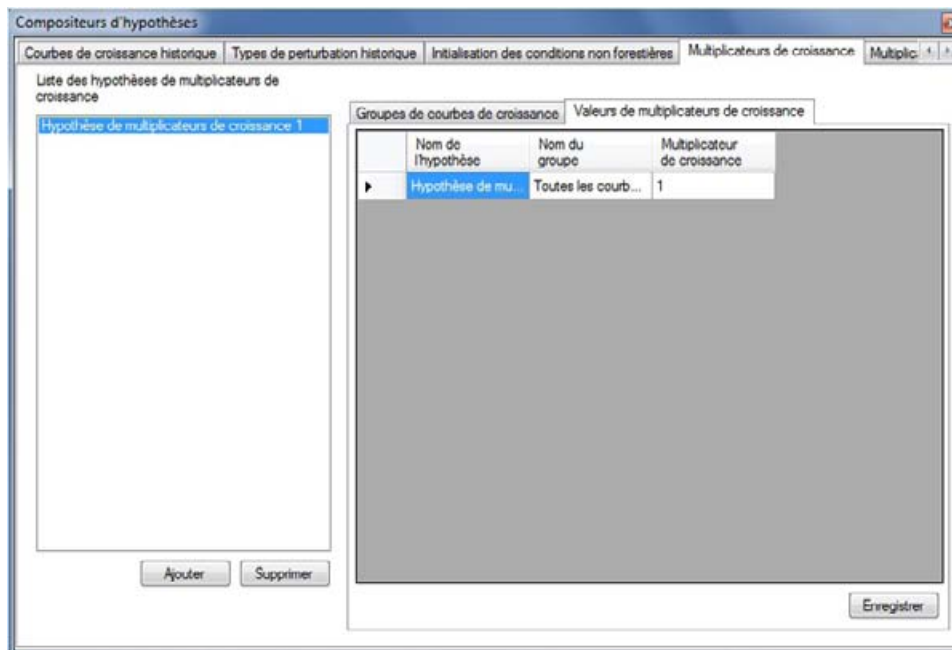 Compositeurs d'hypothèses
Courbes de croissance historique
Types de perturbation historique
Initialisation des conditions non forestières
Multiplicateurs de croissance
Multiplic
Liste des hypothèses de multiplicateurs de
croissance
Hypothèse de multiplicateurs de croissance 1
Groupes de courbes de croissance
Valeurs de multiplicateurs de croissance
Nom de
l'hypothèse
Nom du
groupe
Multiplicateur
de croissance
Hypothèse de mu...
Toutes les courb...
1
Ajouter
Supprimer
Enregistrer